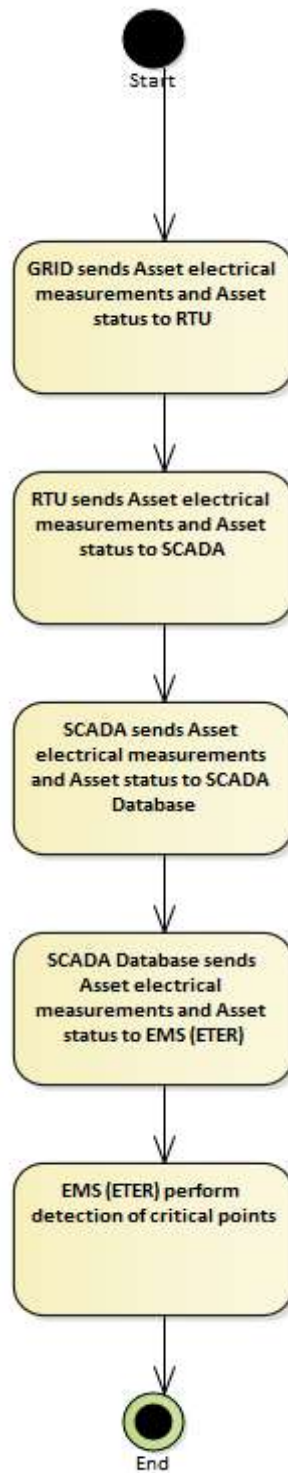 Start
GRID sends Asset electrical
measurements and Asset
status to RTU
RTU sends Asset electrical
measurements and Asset
status to SCADA
SCADA sends Asset
electrical measurements
and Asset status to SCADA
Database
SCADA Database sends
Asset electrical
measurements and Asset
status to EMS (ETER)
EMS (ETER) perform
detection of critical points
End